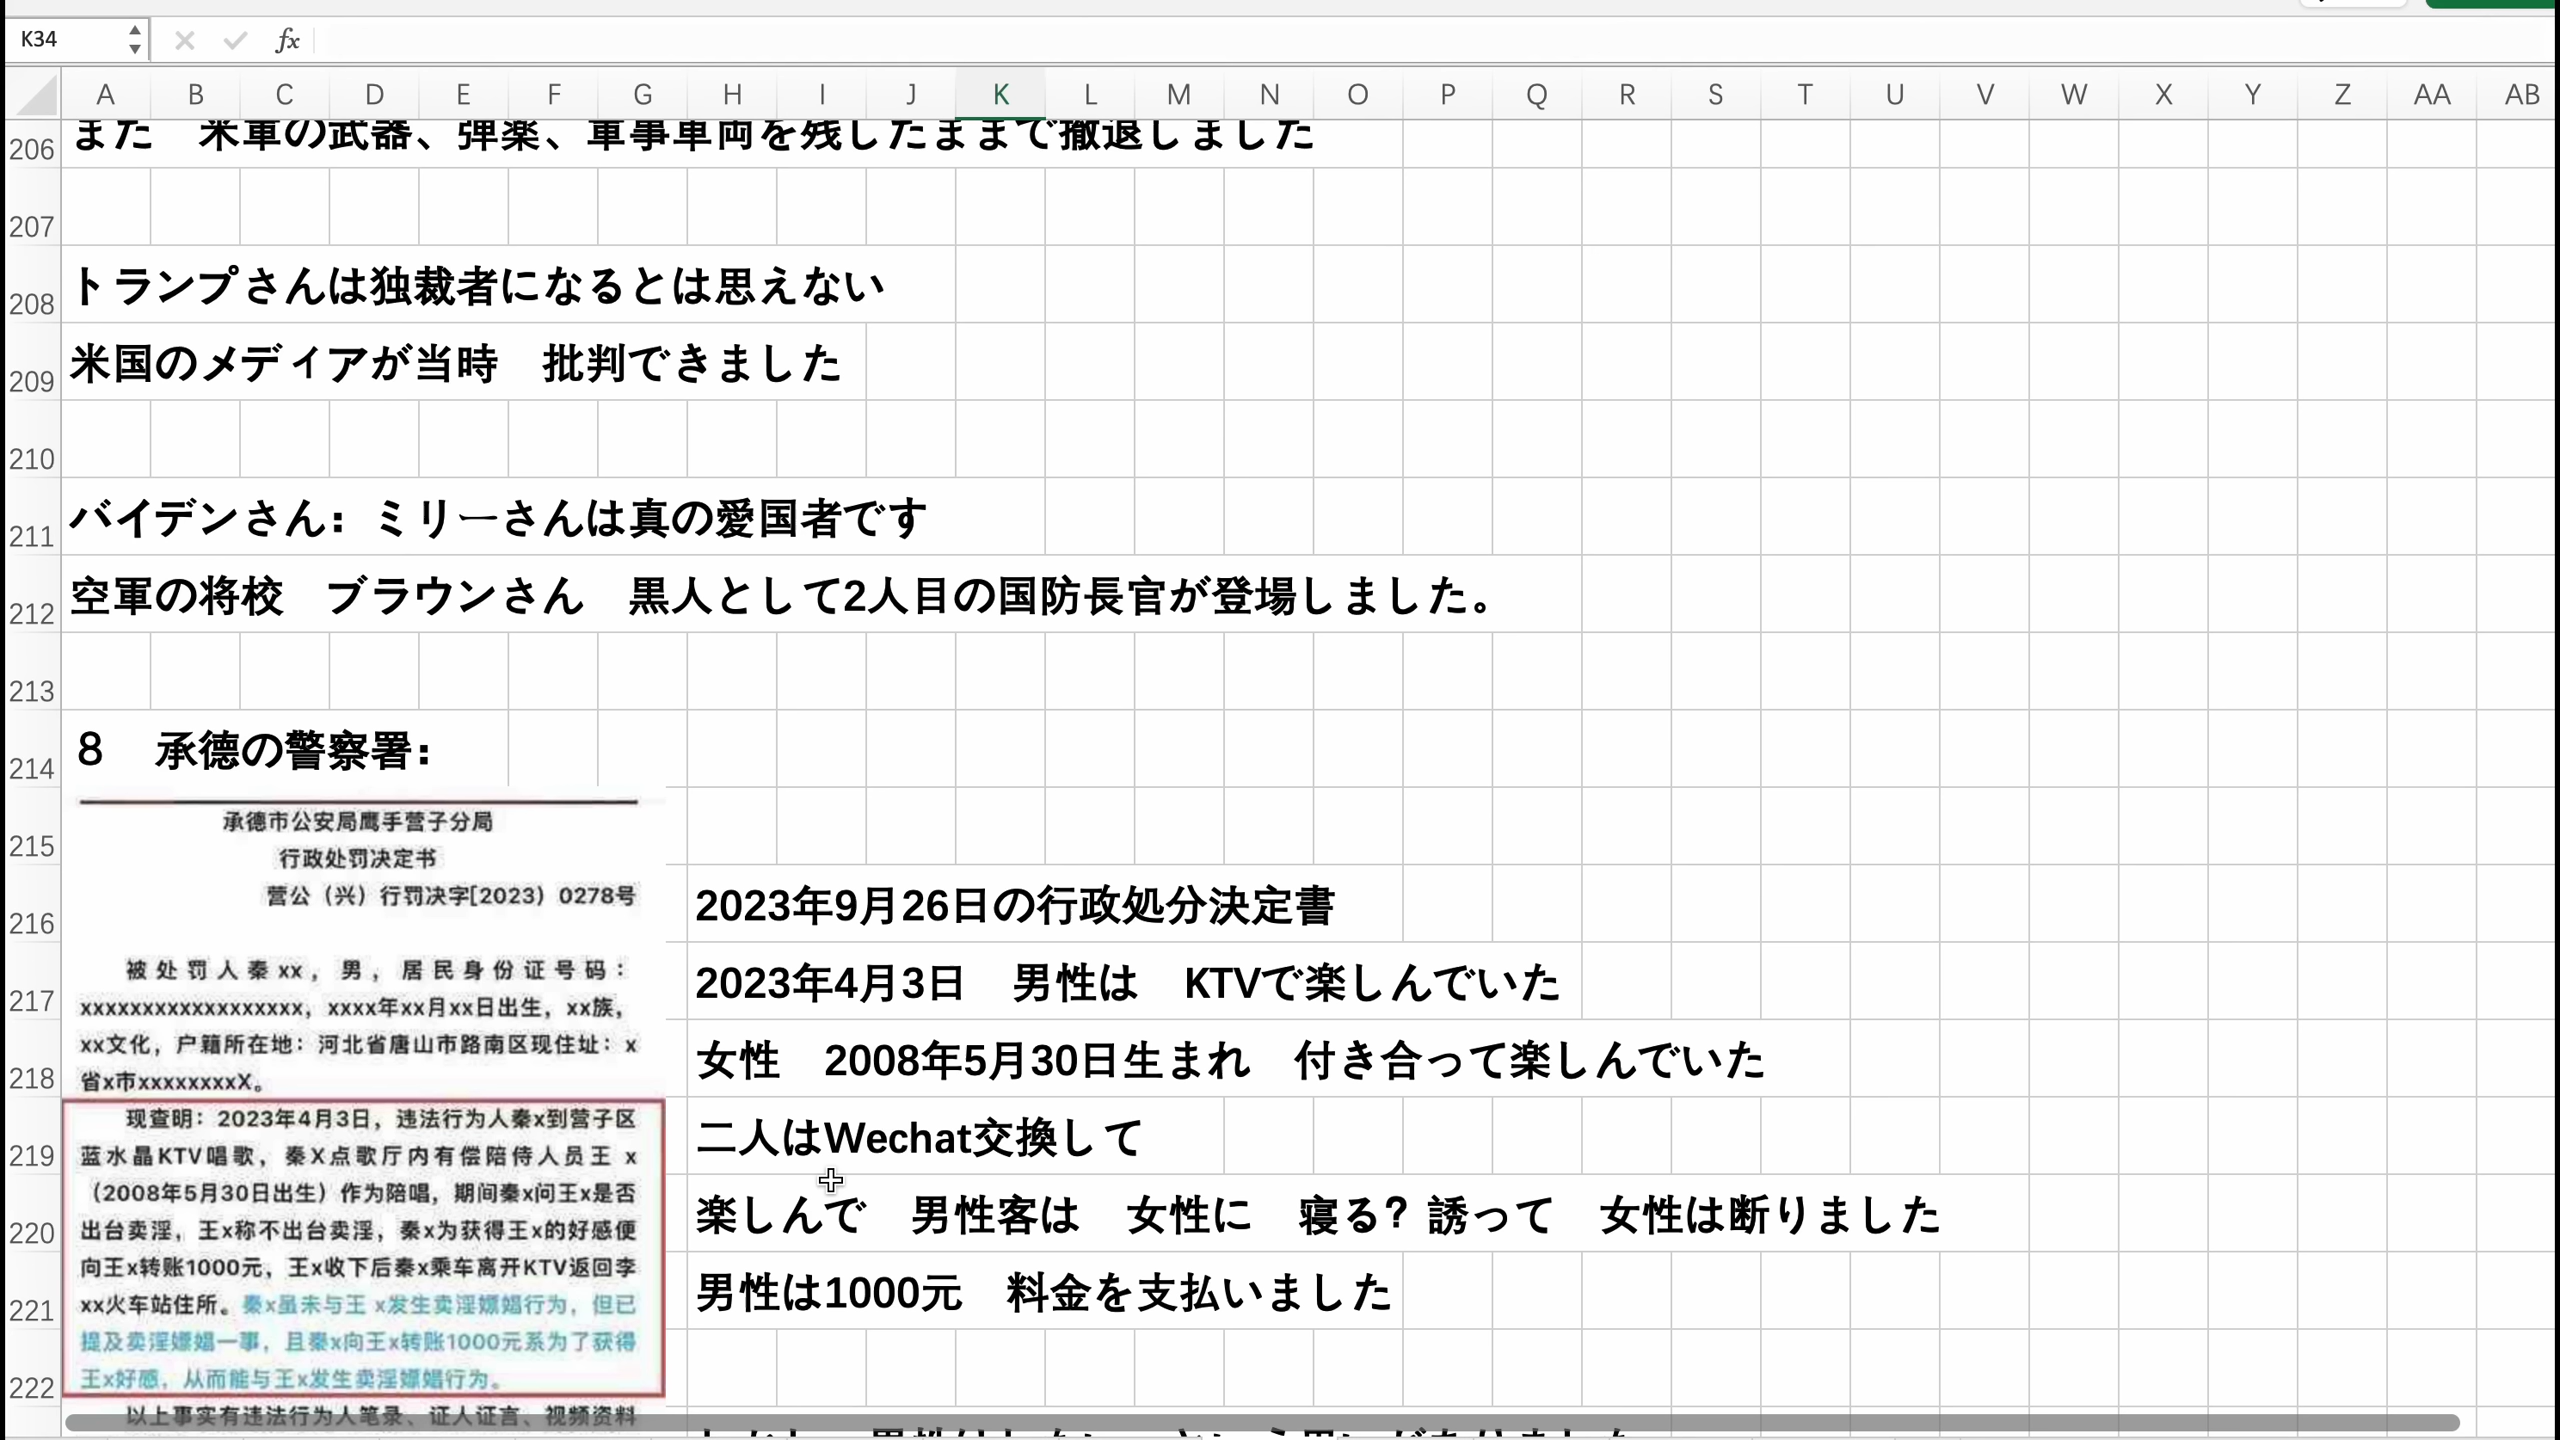 K34
fx
A B C D E F G H I J K L M N O P Q R S T U V W X Y Z AA AB
206 また　米軍の武器、弾薬、軍事車両を残したままで撤退しました
207
208 トランプさんは独裁者になるとは思えない
209 米国のメディアが当時　批判できました
210
211 バイデンさん：ミリーさんは真の愛国者です
212 空軍の将校　ブラウンさん　黒人として2人目の国防長官が登場しました。
213
214 8　承德の警察署：
承德市公安局鹰手营子分局
215
行政处罚决定书
营公（兴）行罚决字[2023）0278号
216 2023年9月26日の行政処分決定書
被处罚人秦xx，男，居民身份证号码：
217 2023年4月3日　男性は　KTVで楽しんでいた
xxxxxxxxxxxxxxxxxx，xxxx年xx月xx日出生，xx族，
xx文化，户籍所在地：河北省唐山市路南区现住址：x
218 女性　2008年5月30日生まれ　付き合って楽しんでいた
省x市xxxxxxxxX。
现查明：2023年4月3日，违法行为人秦x到营子区
219 二人はWechat交換して
蓝水晶KTV唱歌，秦X点歌厅内有偿陪侍人员王 x
（2008年5月30日出生）作为陪唱，期间秦x问王x是否
220 楽しんで　男性客は　女性に　寝る？誘って　女性は断りました
出台卖淫，王x称不出台卖淫，秦x为获得王x的好感便
向王x转账1000元，王x收下后秦x乘车离开KTV返回李
221 男性は1000元　料金を支払いました
xx火车站住所。秦x虽未与王 x发生卖淫嫖娼行为，但已
提及卖淫嫖娼一事，且秦x向王x转账1000元系为了获得
222
王x好感，从而能与王x发生卖淫嫖娼行为。
以上事实有违法行为人笔录、证人证言、视频资料